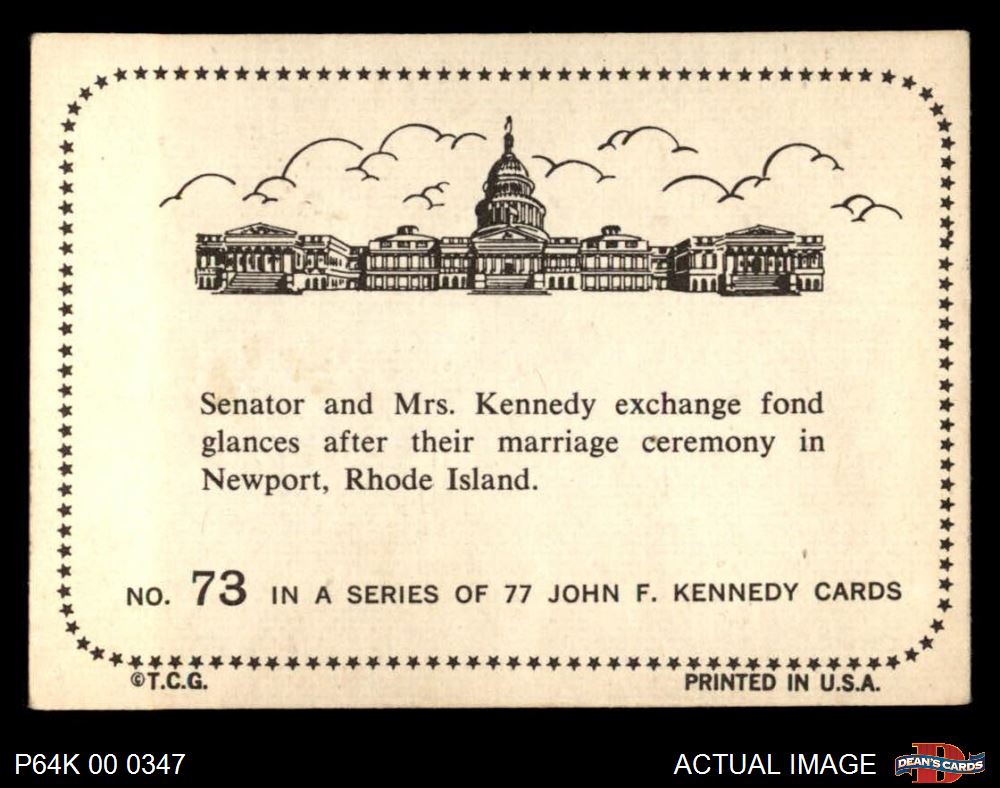 Senator and Mrs. Kennedy exchange fond
glances after their marriage ceremony in
Newport, Rhode Island.
NO. 73 IN A SERIES OF 77 JOHN F. KENNEDY CARDS
©T.C.G. PRINTED IN U.S.A.
P64K 00 0347 ACTUAL IMAGE D DEAN'S CARDS